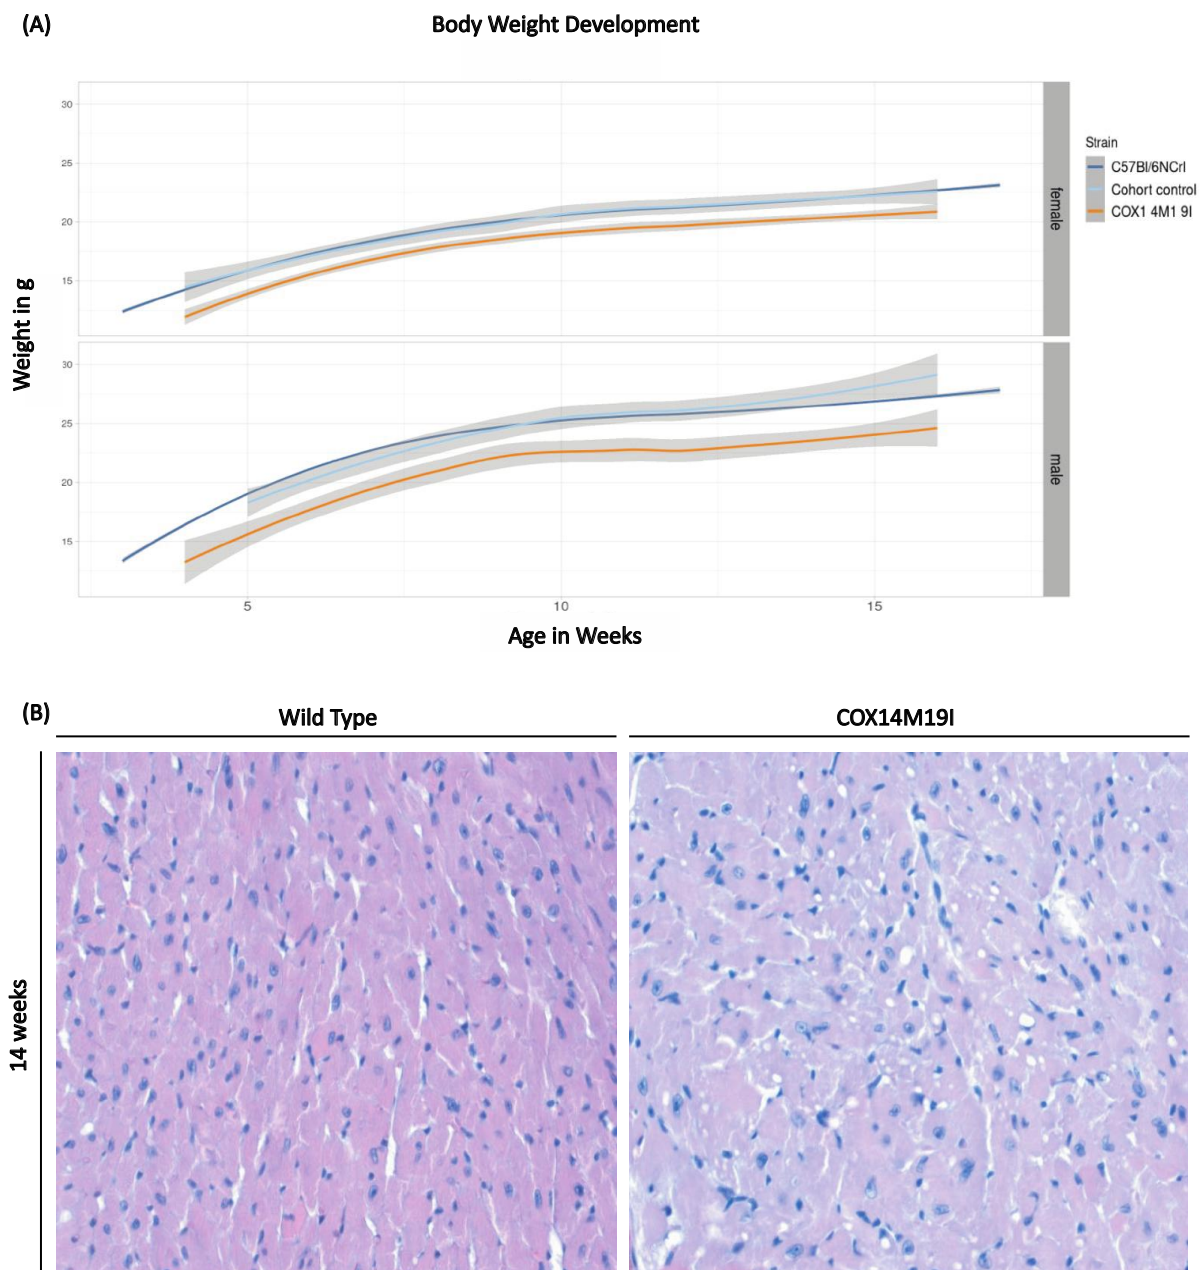 (A)
Body Weight Development
30
25
20
15
female
Strain
C57Bl/6NCrl
Cohort control
COX1 4M1 9I
Weight in g
30
25
20
15
male
5 10 15
Age in Weeks
(B)
Wild Type
COX14M19I
14 weeks